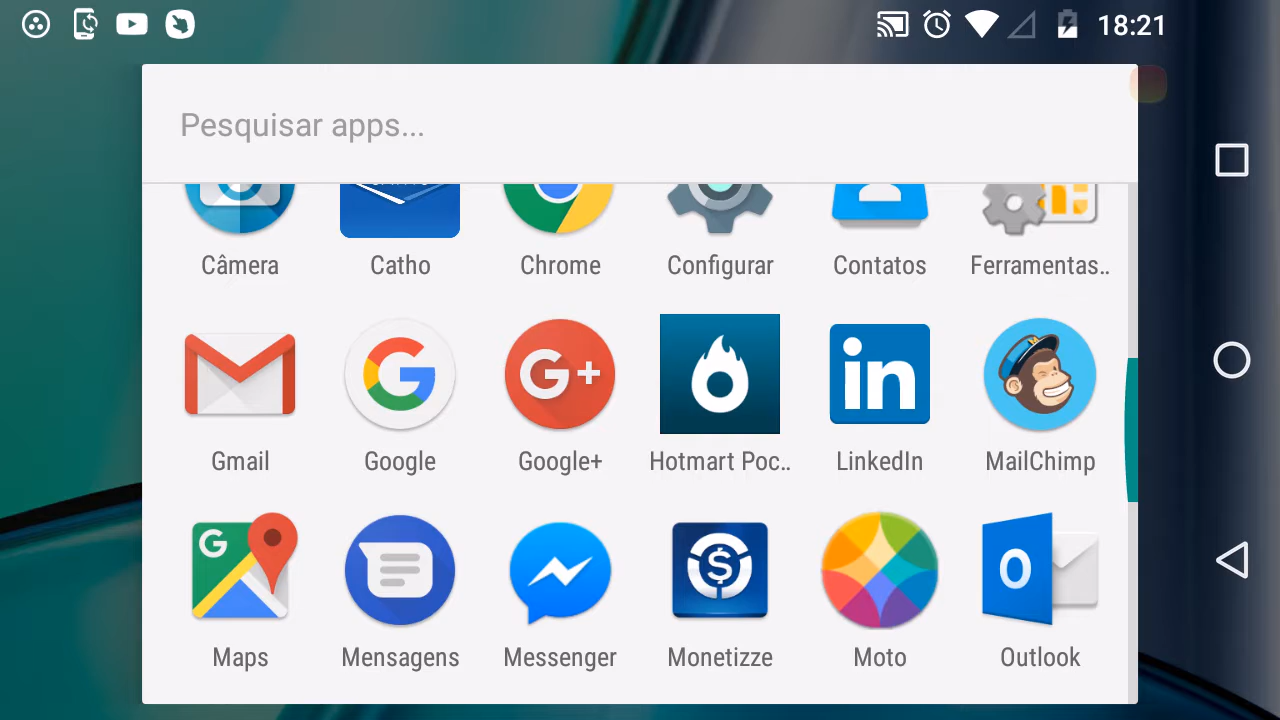 18:21
Pesquisar apps...
Câmera Catho Chrome Configurar Contatos Ferramentas..
G G+ in
Gmail Google Google+ Hotmart Poc.. LinkedIn MailChimp
G $ O
Maps Mensagens Messenger Monetizze Moto Outlook